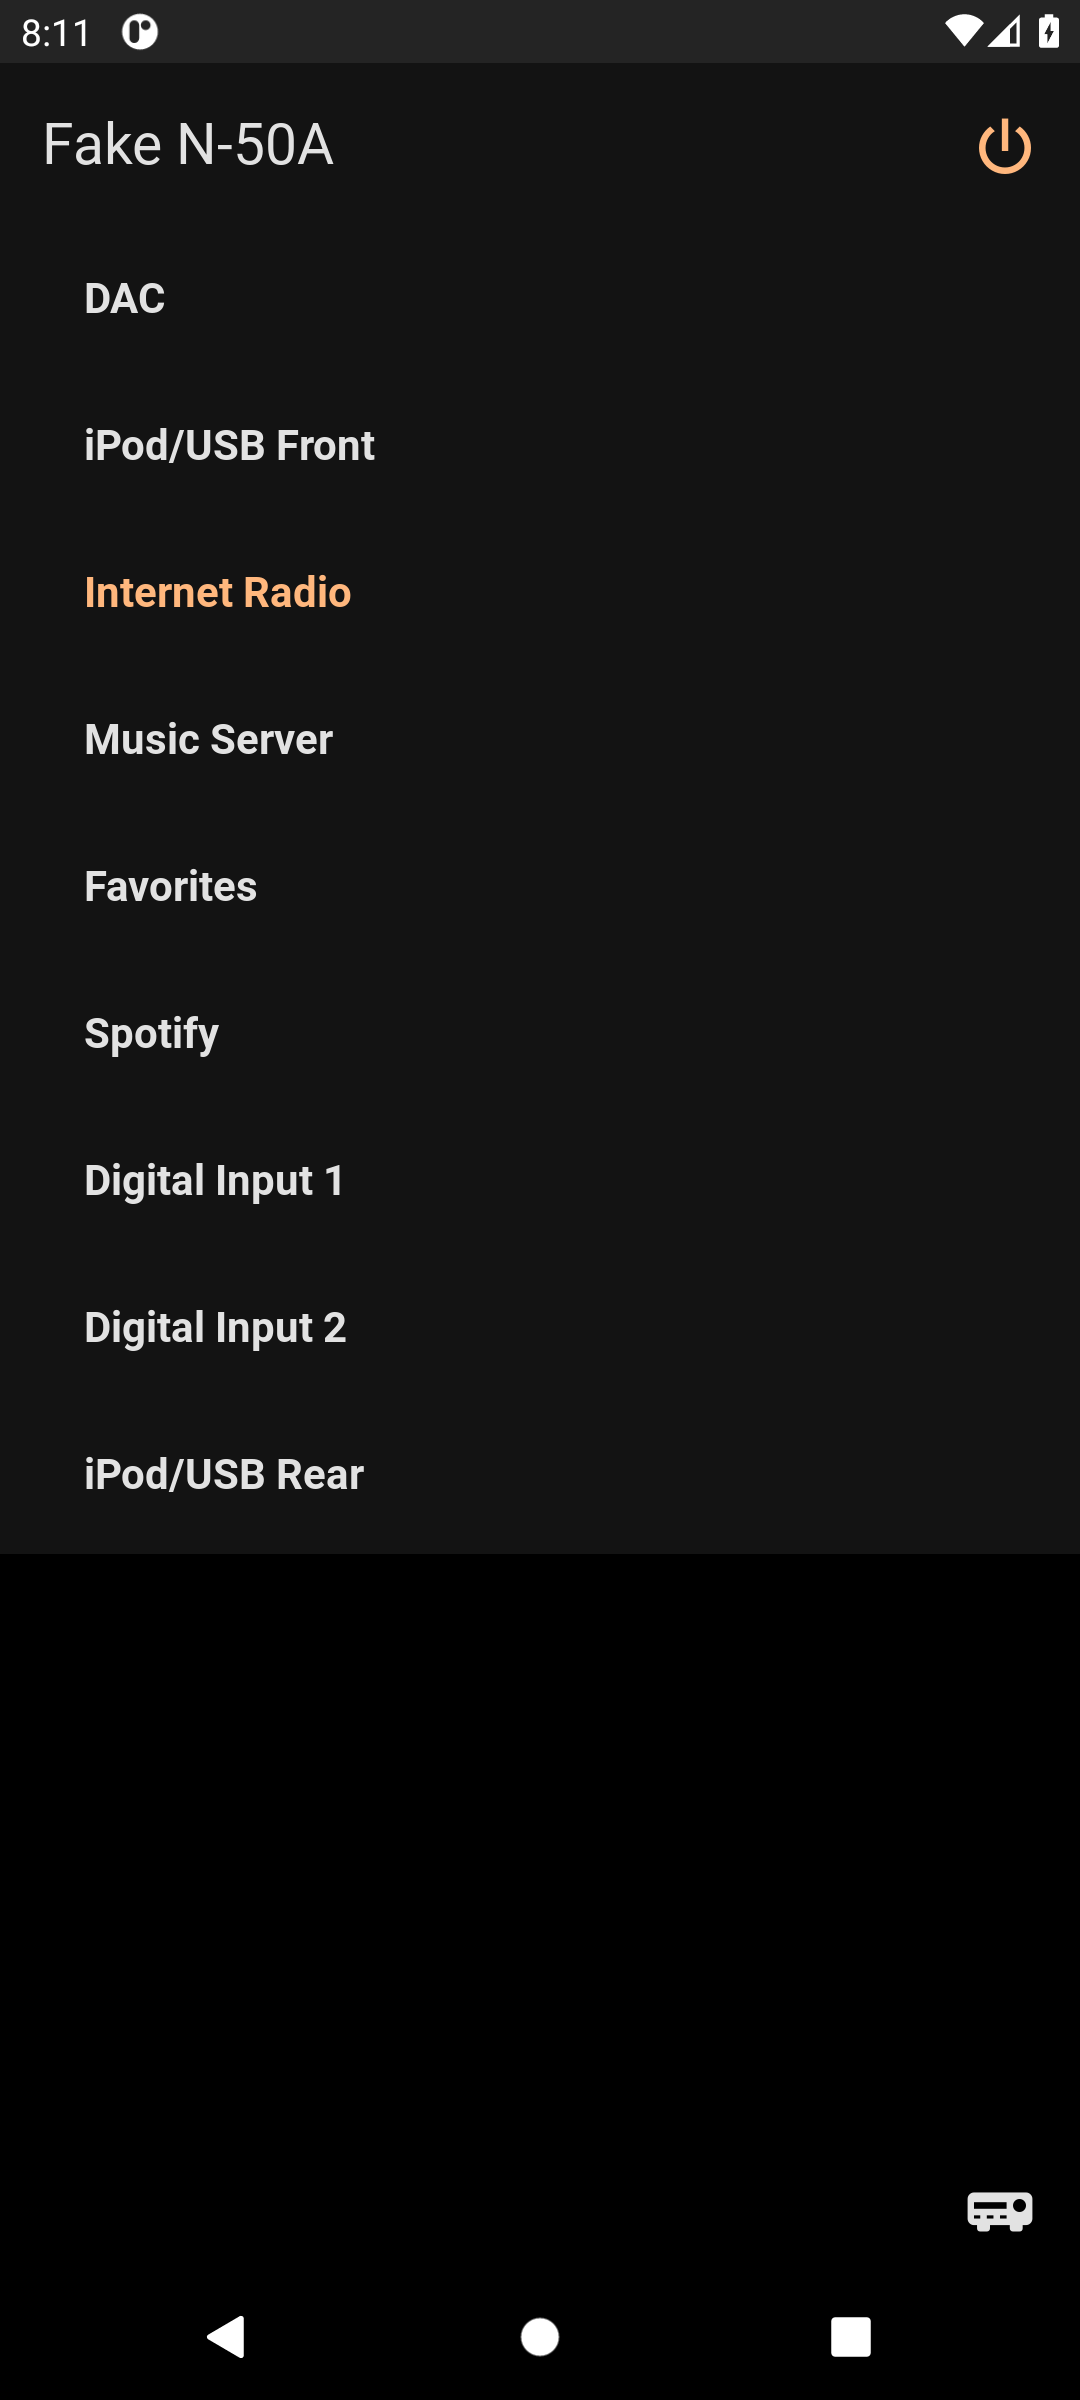 8:11
Fake N-50A
DAC
iPod/USB Front
Internet Radio
Music Server
Favorites
Spotify
Digital Input 1
Digital Input 2
iPod/USB Rear